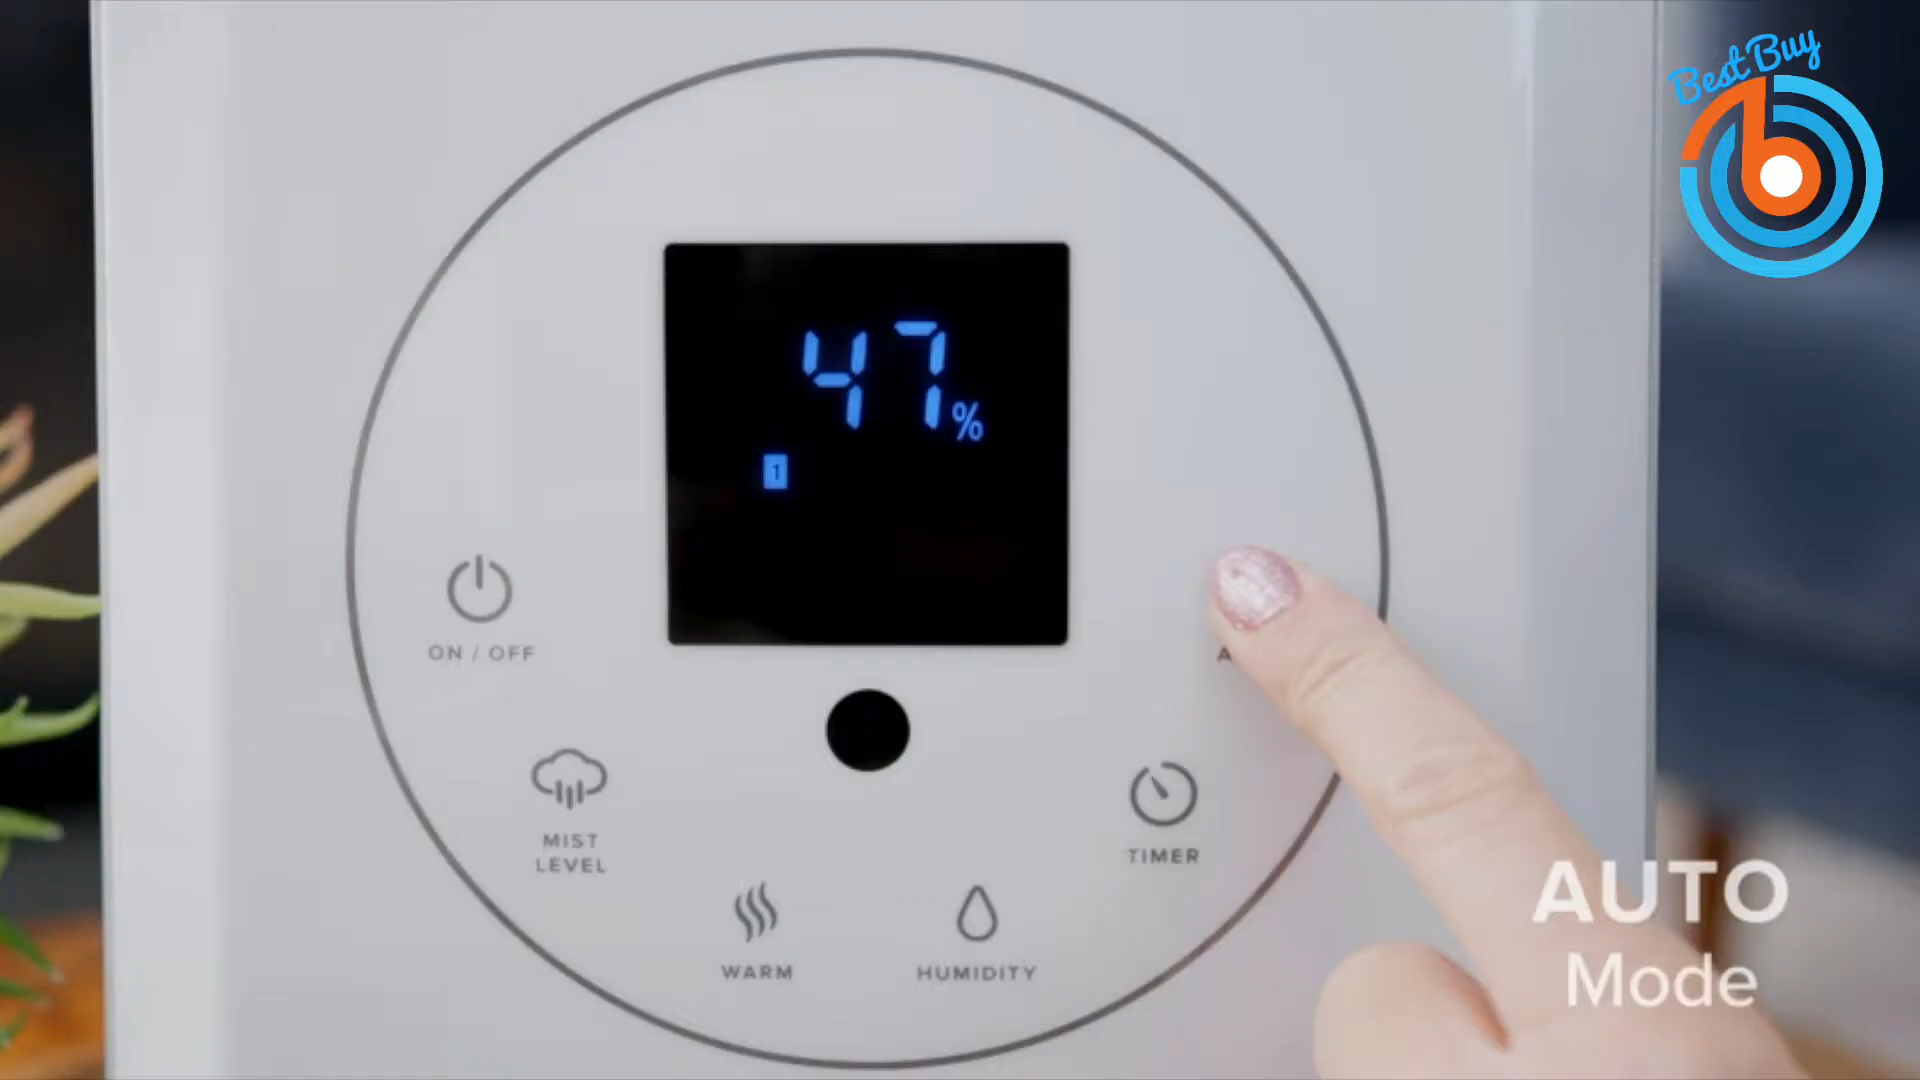 Best Buy
47%
1
ON / OFF
A
MIST
LEVEL
TIMER
WARM
HUMIDITY
AUTO
Mode